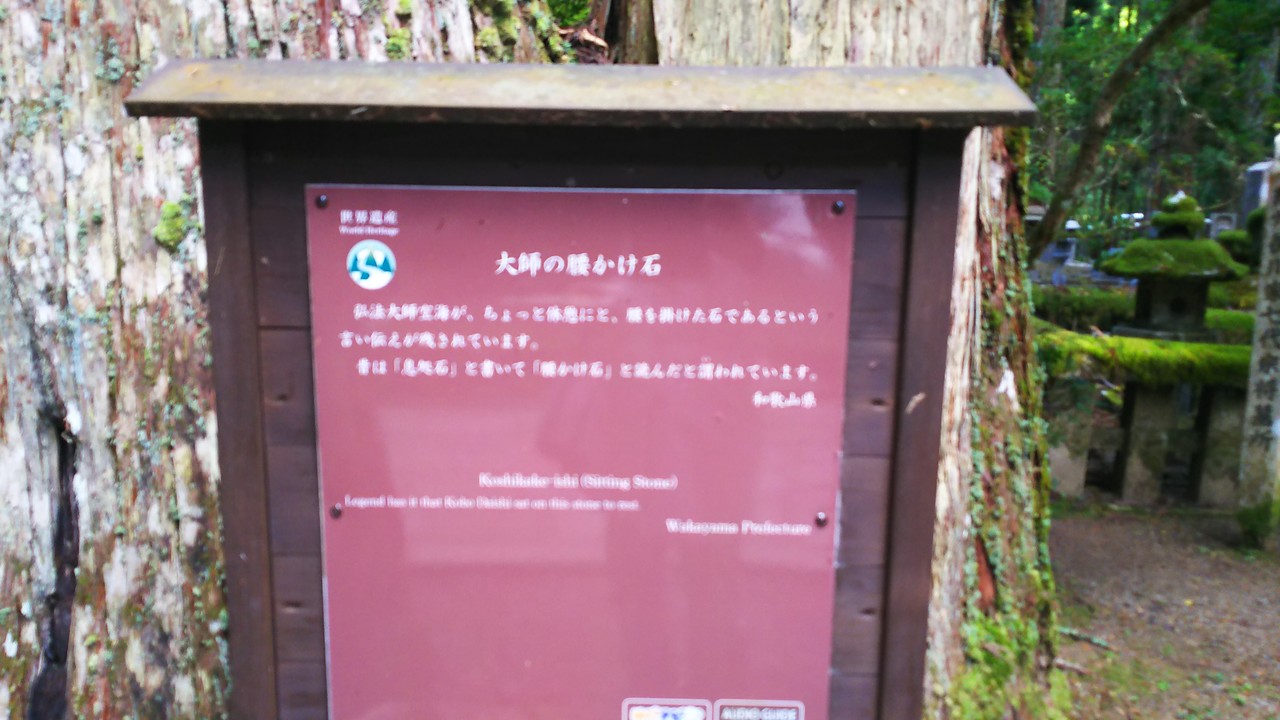 世界遺産
World Heritage
大師の腰かけ石
弘法大師空海が、ちょっと休憩にと、腰を掛けた石であるという
言い伝えが残されています。
昔は「息処石」と書いて「腰かけ石」と読んだと謂われています。
和歌山県
Koshikake-ishi (Sitting Stone)
Legend has it that Kobo Daishi sat on this stone to rest.
Wakayama Prefecture
AUDIO GUIDE